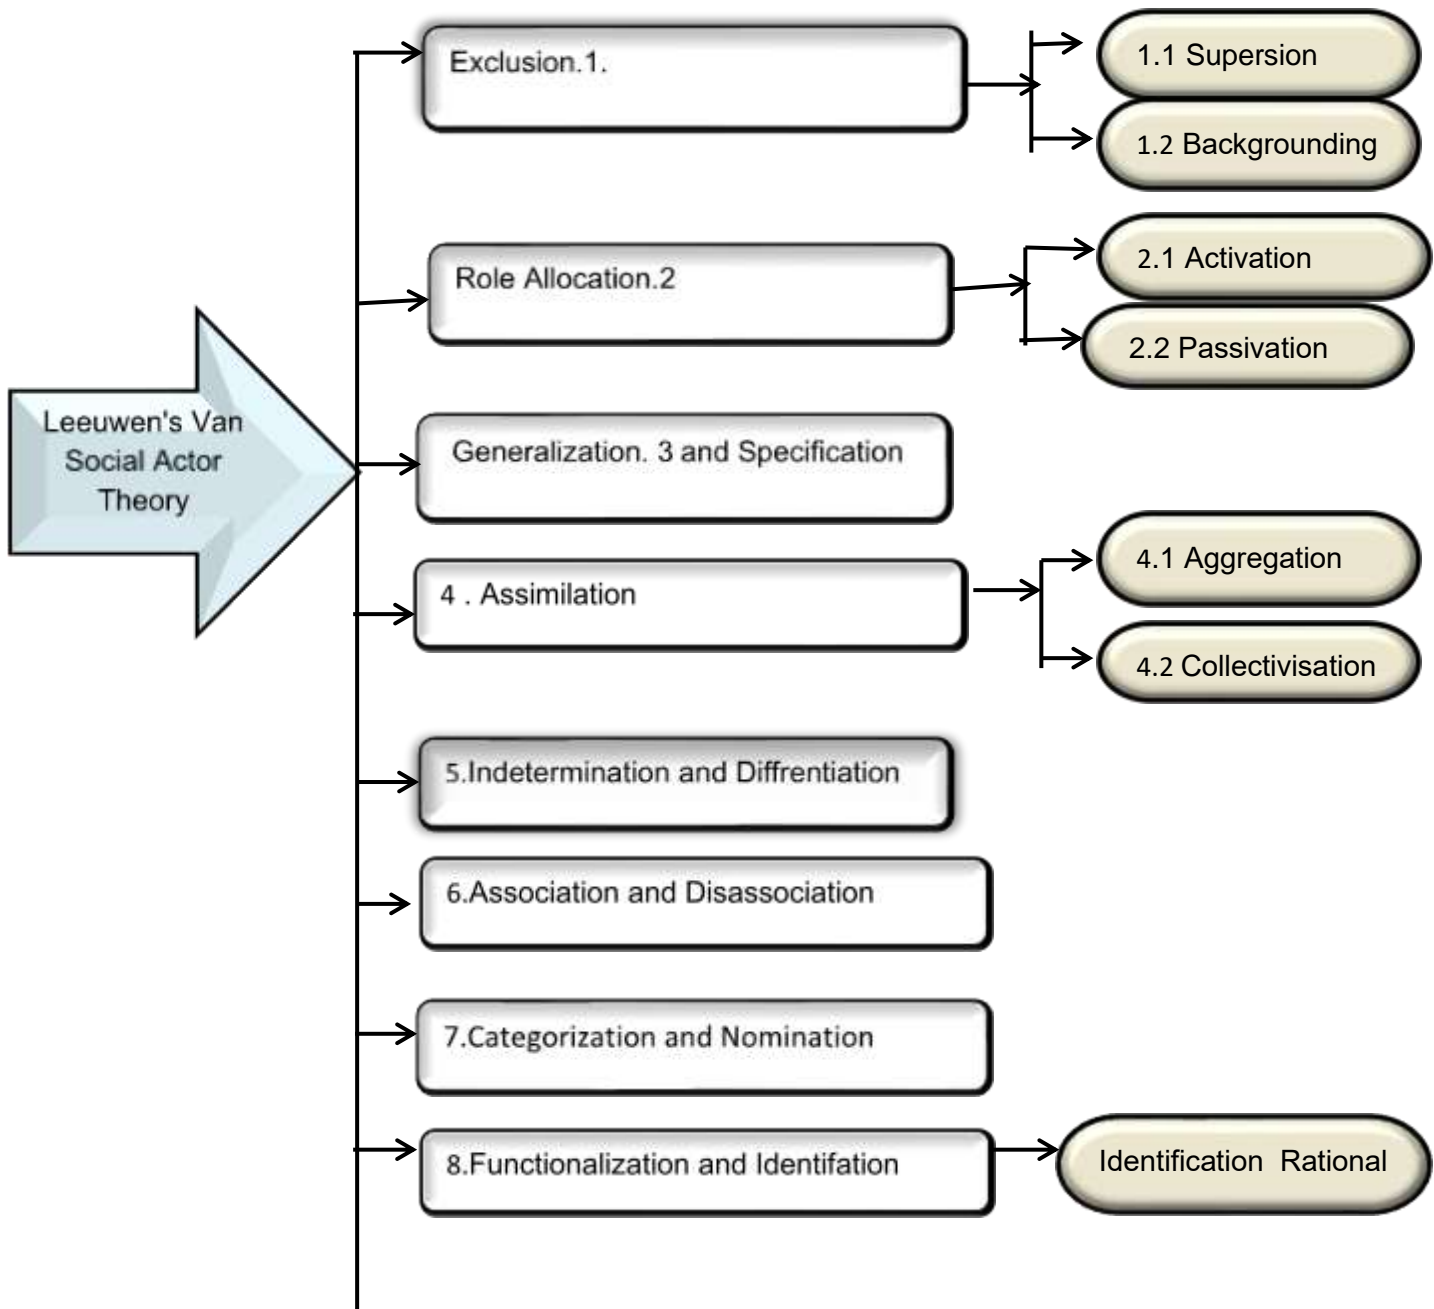 Leeuwen's Van
Social Actor
Theory
Exclusion.1.
1.1 Supersion
1.2 Backgrounding
Role Allocation.2
2.1 Activation
2.2 Passivation
Generalization. 3 and Specification
4 . Assimilation
4.1 Aggregation
4.2 Collectivisation
5.Indetermination and Diffrentiation
6.Association and Disassociation
7.Categorization and Nomination
8.Functionalization and Identifation
Identification Rational